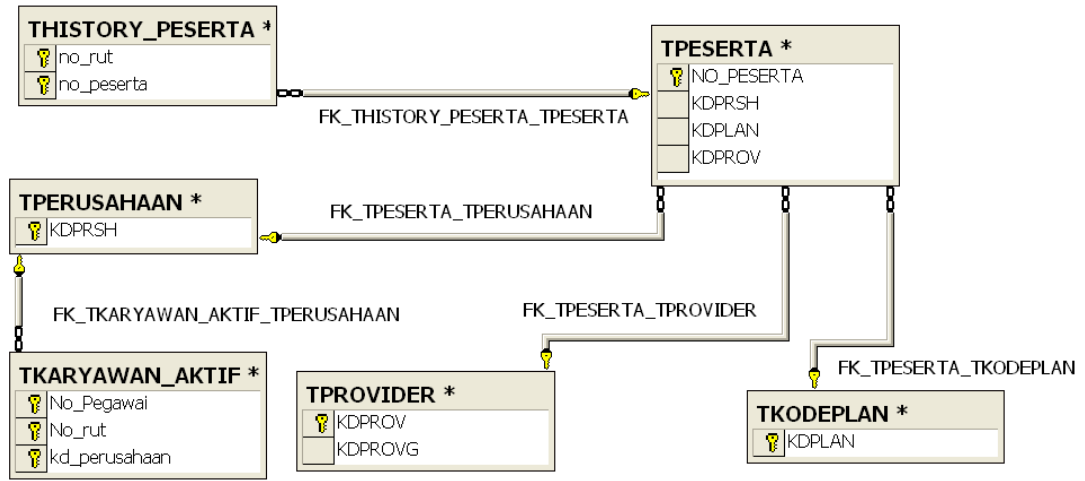 THISTORY_PESERTA *
no_rut
no_peserta
FK_THISTORY_PESERTA_TPESERTA
TPESERTA *
NO_PESERTA
KDPRSH
KDPLAN
KDPROV
TPERUSAHAAN *
KDPRSH
FK_TPESERTA_TPERUSAHAAN
FK_TKARYAWAN_AKTIF_TPERUSAHAAN
FK_TPESERTA_TPROVIDER
FK_TPESERTA_TKODEPLAN
TKARYAWAN_AKTIF *
No_Pegawai
No_rut
kd_perusahaan
TPROVIDER *
KDPROV
KDPROVG
TKODEPLAN *
KDPLAN